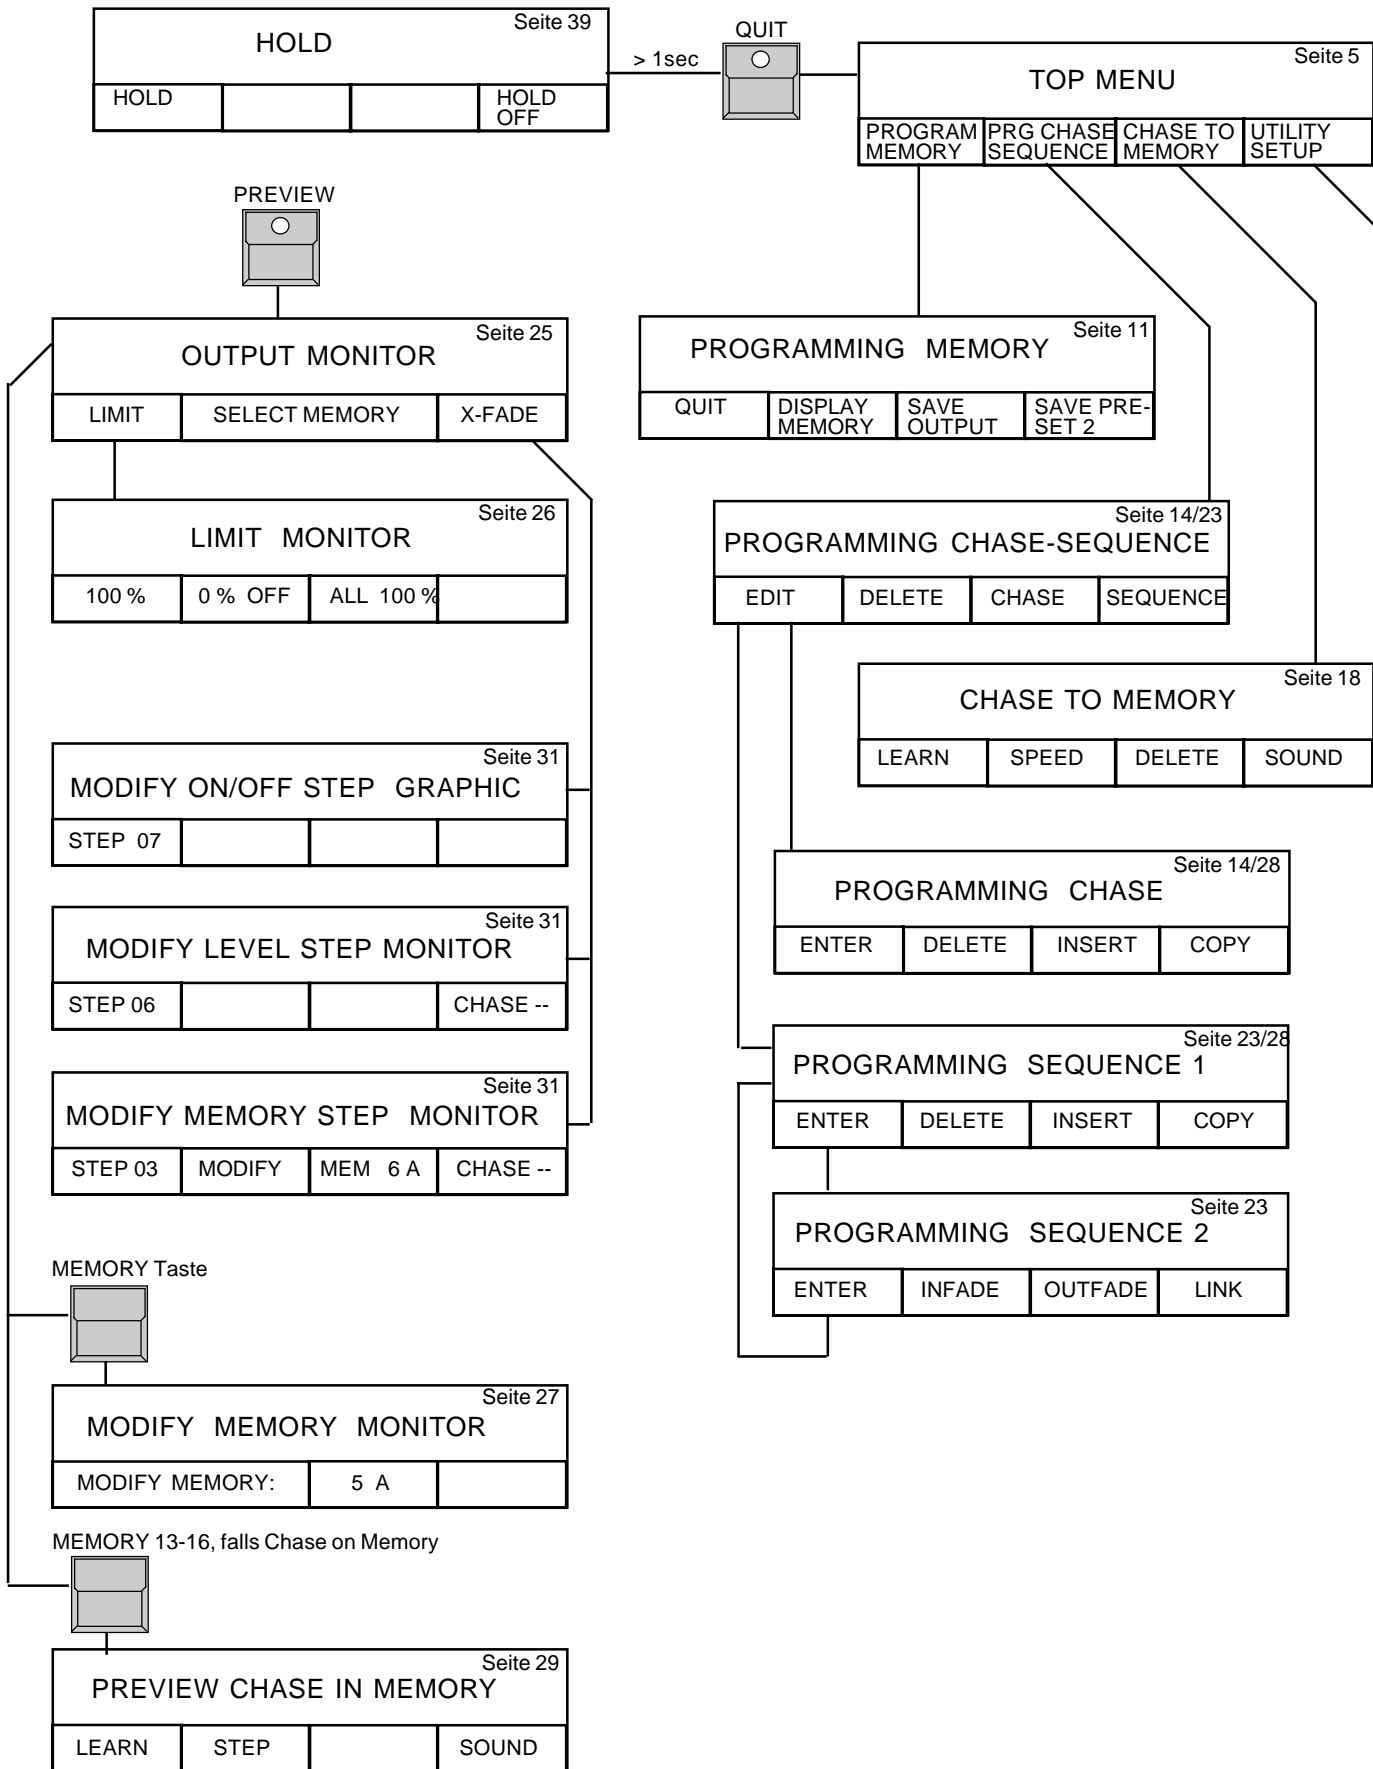 Seite 39
HOLD
HOLD
HOLD
OFF
> 1sec
QUIT
Seite 5
TOP MENU
PROGRAM
MEMORY
PRG CHASE
SEQUENCE
CHASE TO
MEMORY
UTILITY
SETUP
PREVIEW
Seite 25
OUTPUT MONITOR
LIMIT
SELECT MEMORY
X-FADE
Seite 11
PROGRAMMING MEMORY
QUIT
DISPLAY
MEMORY
SAVE
OUTPUT
SAVE PRE-
SET 2
Seite 26
LIMIT MONITOR
100 %
0 % OFF
ALL 100 %
Seite 14/23
PROGRAMMING CHASE-SEQUENCE
EDIT
DELETE
CHASE
SEQUENCE
Seite 18
CHASE TO MEMORY
LEARN
SPEED
DELETE
SOUND
Seite 31
MODIFY ON/OFF STEP GRAPHIC
STEP 07
Seite 14/28
PROGRAMMING CHASE
ENTER
DELETE
INSERT
COPY
Seite 31
MODIFY LEVEL STEP MONITOR
STEP 06
CHASE --
Seite 23/28
PROGRAMMING SEQUENCE 1
ENTER
DELETE
INSERT
COPY
Seite 31
MODIFY MEMORY STEP MONITOR
STEP 03
MODIFY
MEM 6 A
CHASE --
Seite 23
PROGRAMMING SEQUENCE 2
ENTER
INFADE
OUTFADE
LINK
MEMORY Taste
Seite 27
MODIFY MEMORY MONITOR
MODIFY MEMORY:
5 A
MEMORY 13-16, falls Chase on Memory
Seite 29
PREVIEW CHASE IN MEMORY
LEARN
STEP
SOUND